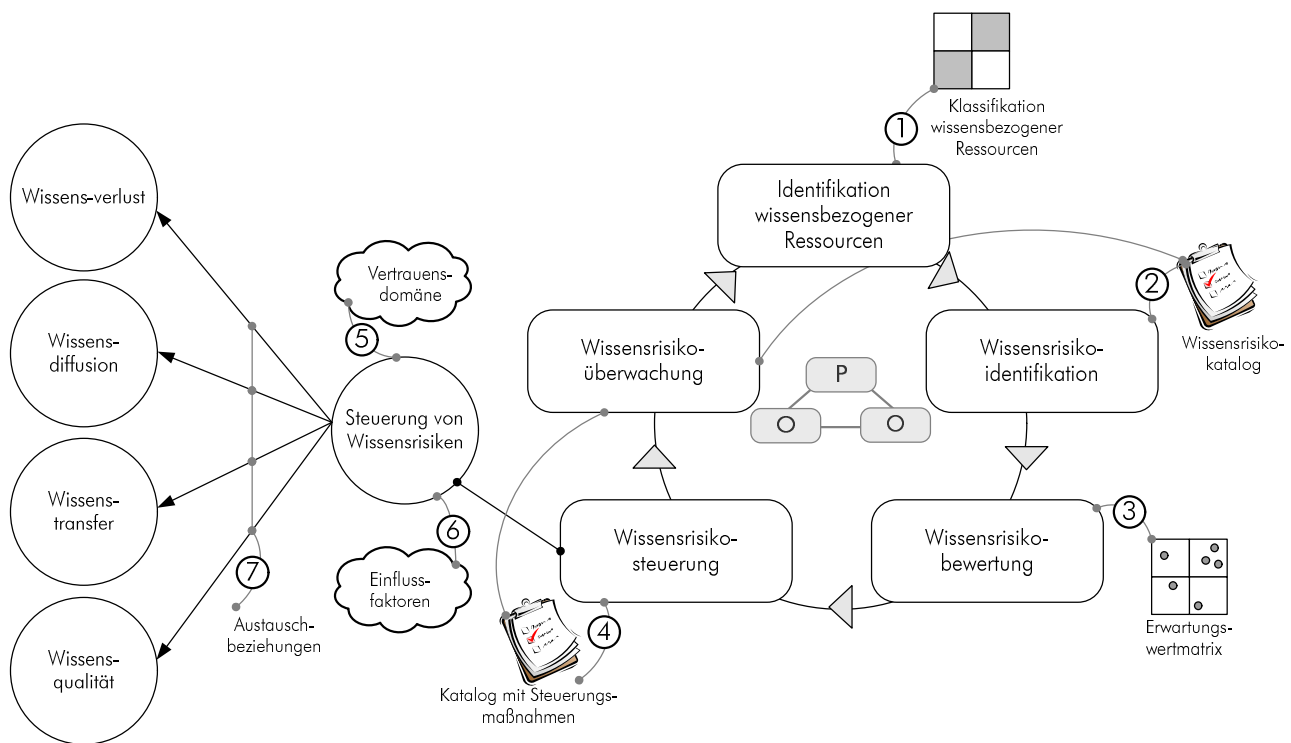 1
Klassifikation
wissensbezogener
Ressourcen
Identifikation
wissensbezogener
Ressourcen
2
Wissensrisiko-
katalog
Wissensrisiko-
identifikation
3
Erwartungs-
wertmatrix
Wissensrisiko-
bewertung
Wissensrisiko-
steuerung
4
Katalog mit Steuerungs-
maßnahmen
Wissensrisiko-
überwachung
P
O
O
Vertrauens-
domäne
5
Steuerung von
Wissensrisiken
6
Einfluss-
faktoren
7
Austausch-
beziehungen
Wissens-verlust
Wissens-
diffusion
Wissens-
transfer
Wissens-
qualität